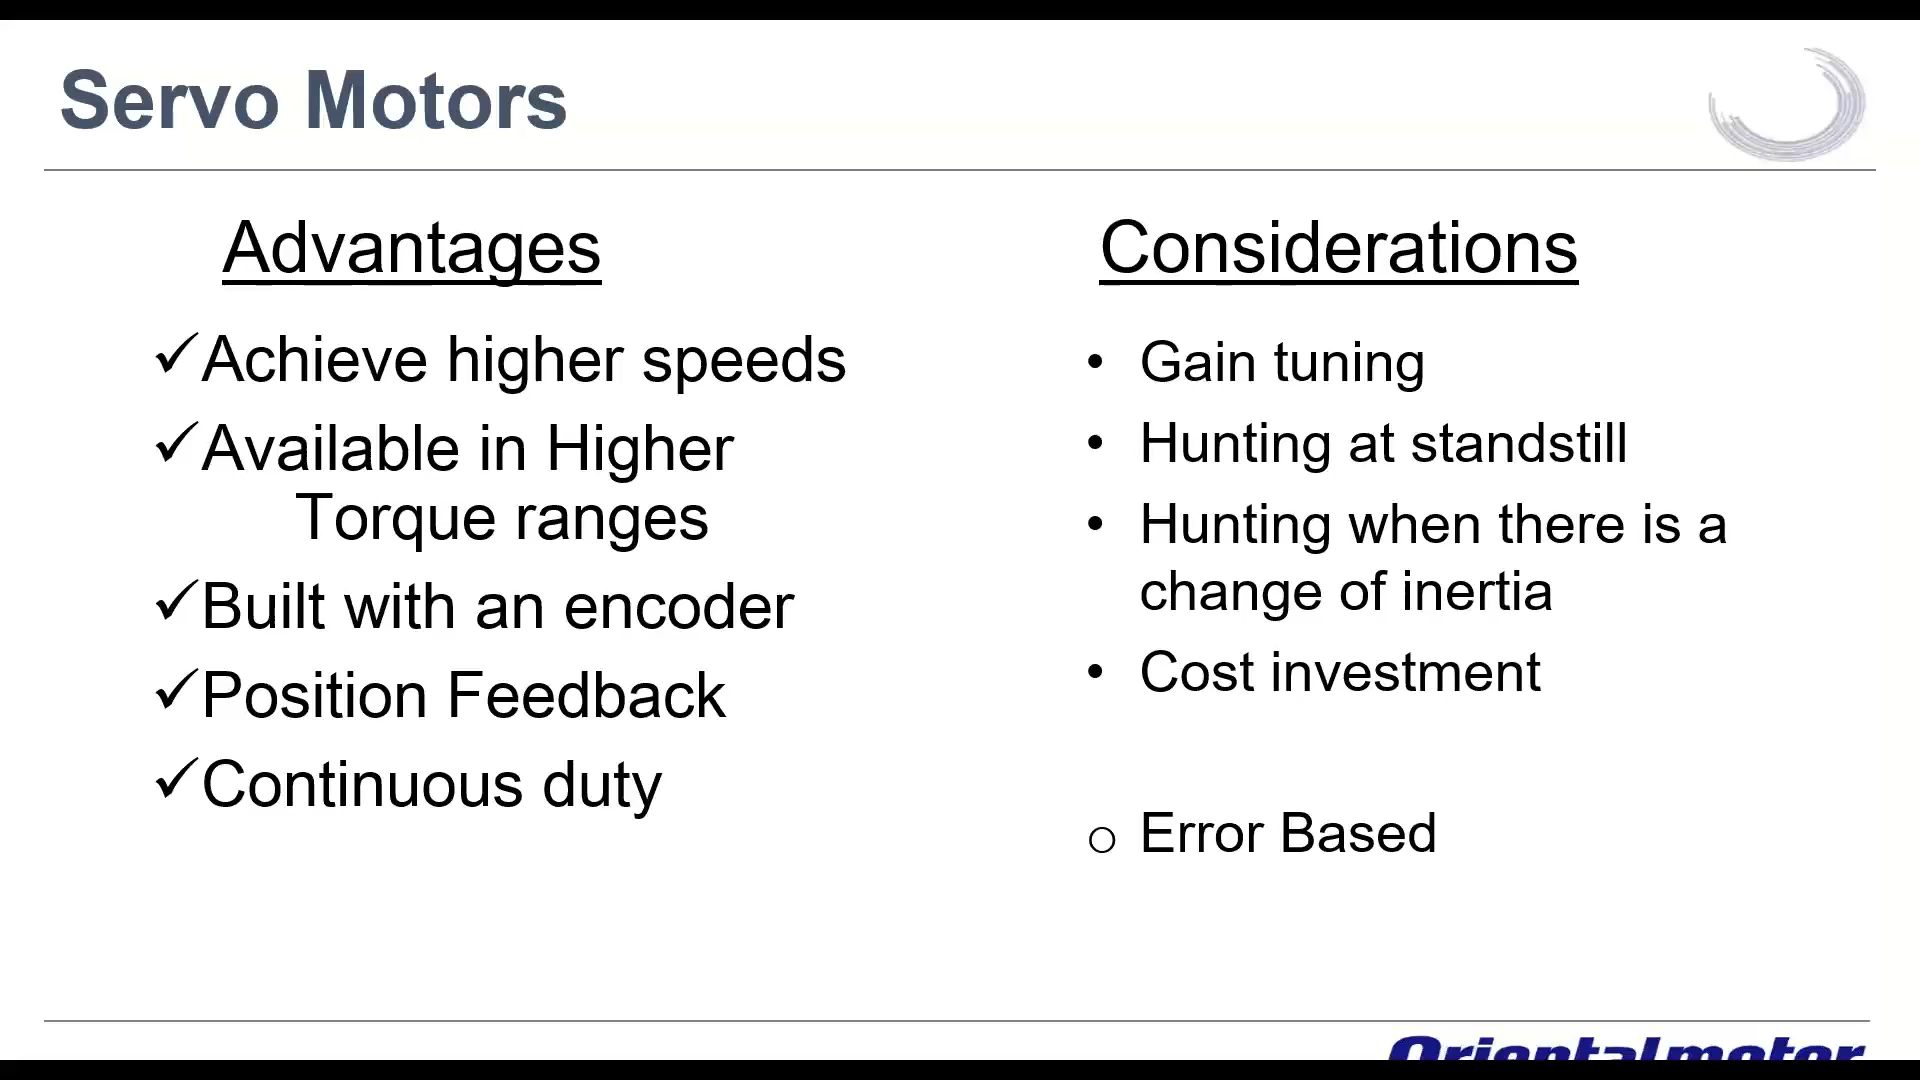 Servo Motors
Advantages
✓Achieve higher speeds
✓Available in Higher
Torque ranges
✓Built with an encoder
✓Position Feedback
✓Continuous duty
Considerations
• Gain tuning
• Hunting at standstill
• Hunting when there is a
change of inertia
• Cost investment
○ Error Based
Orientalmotor